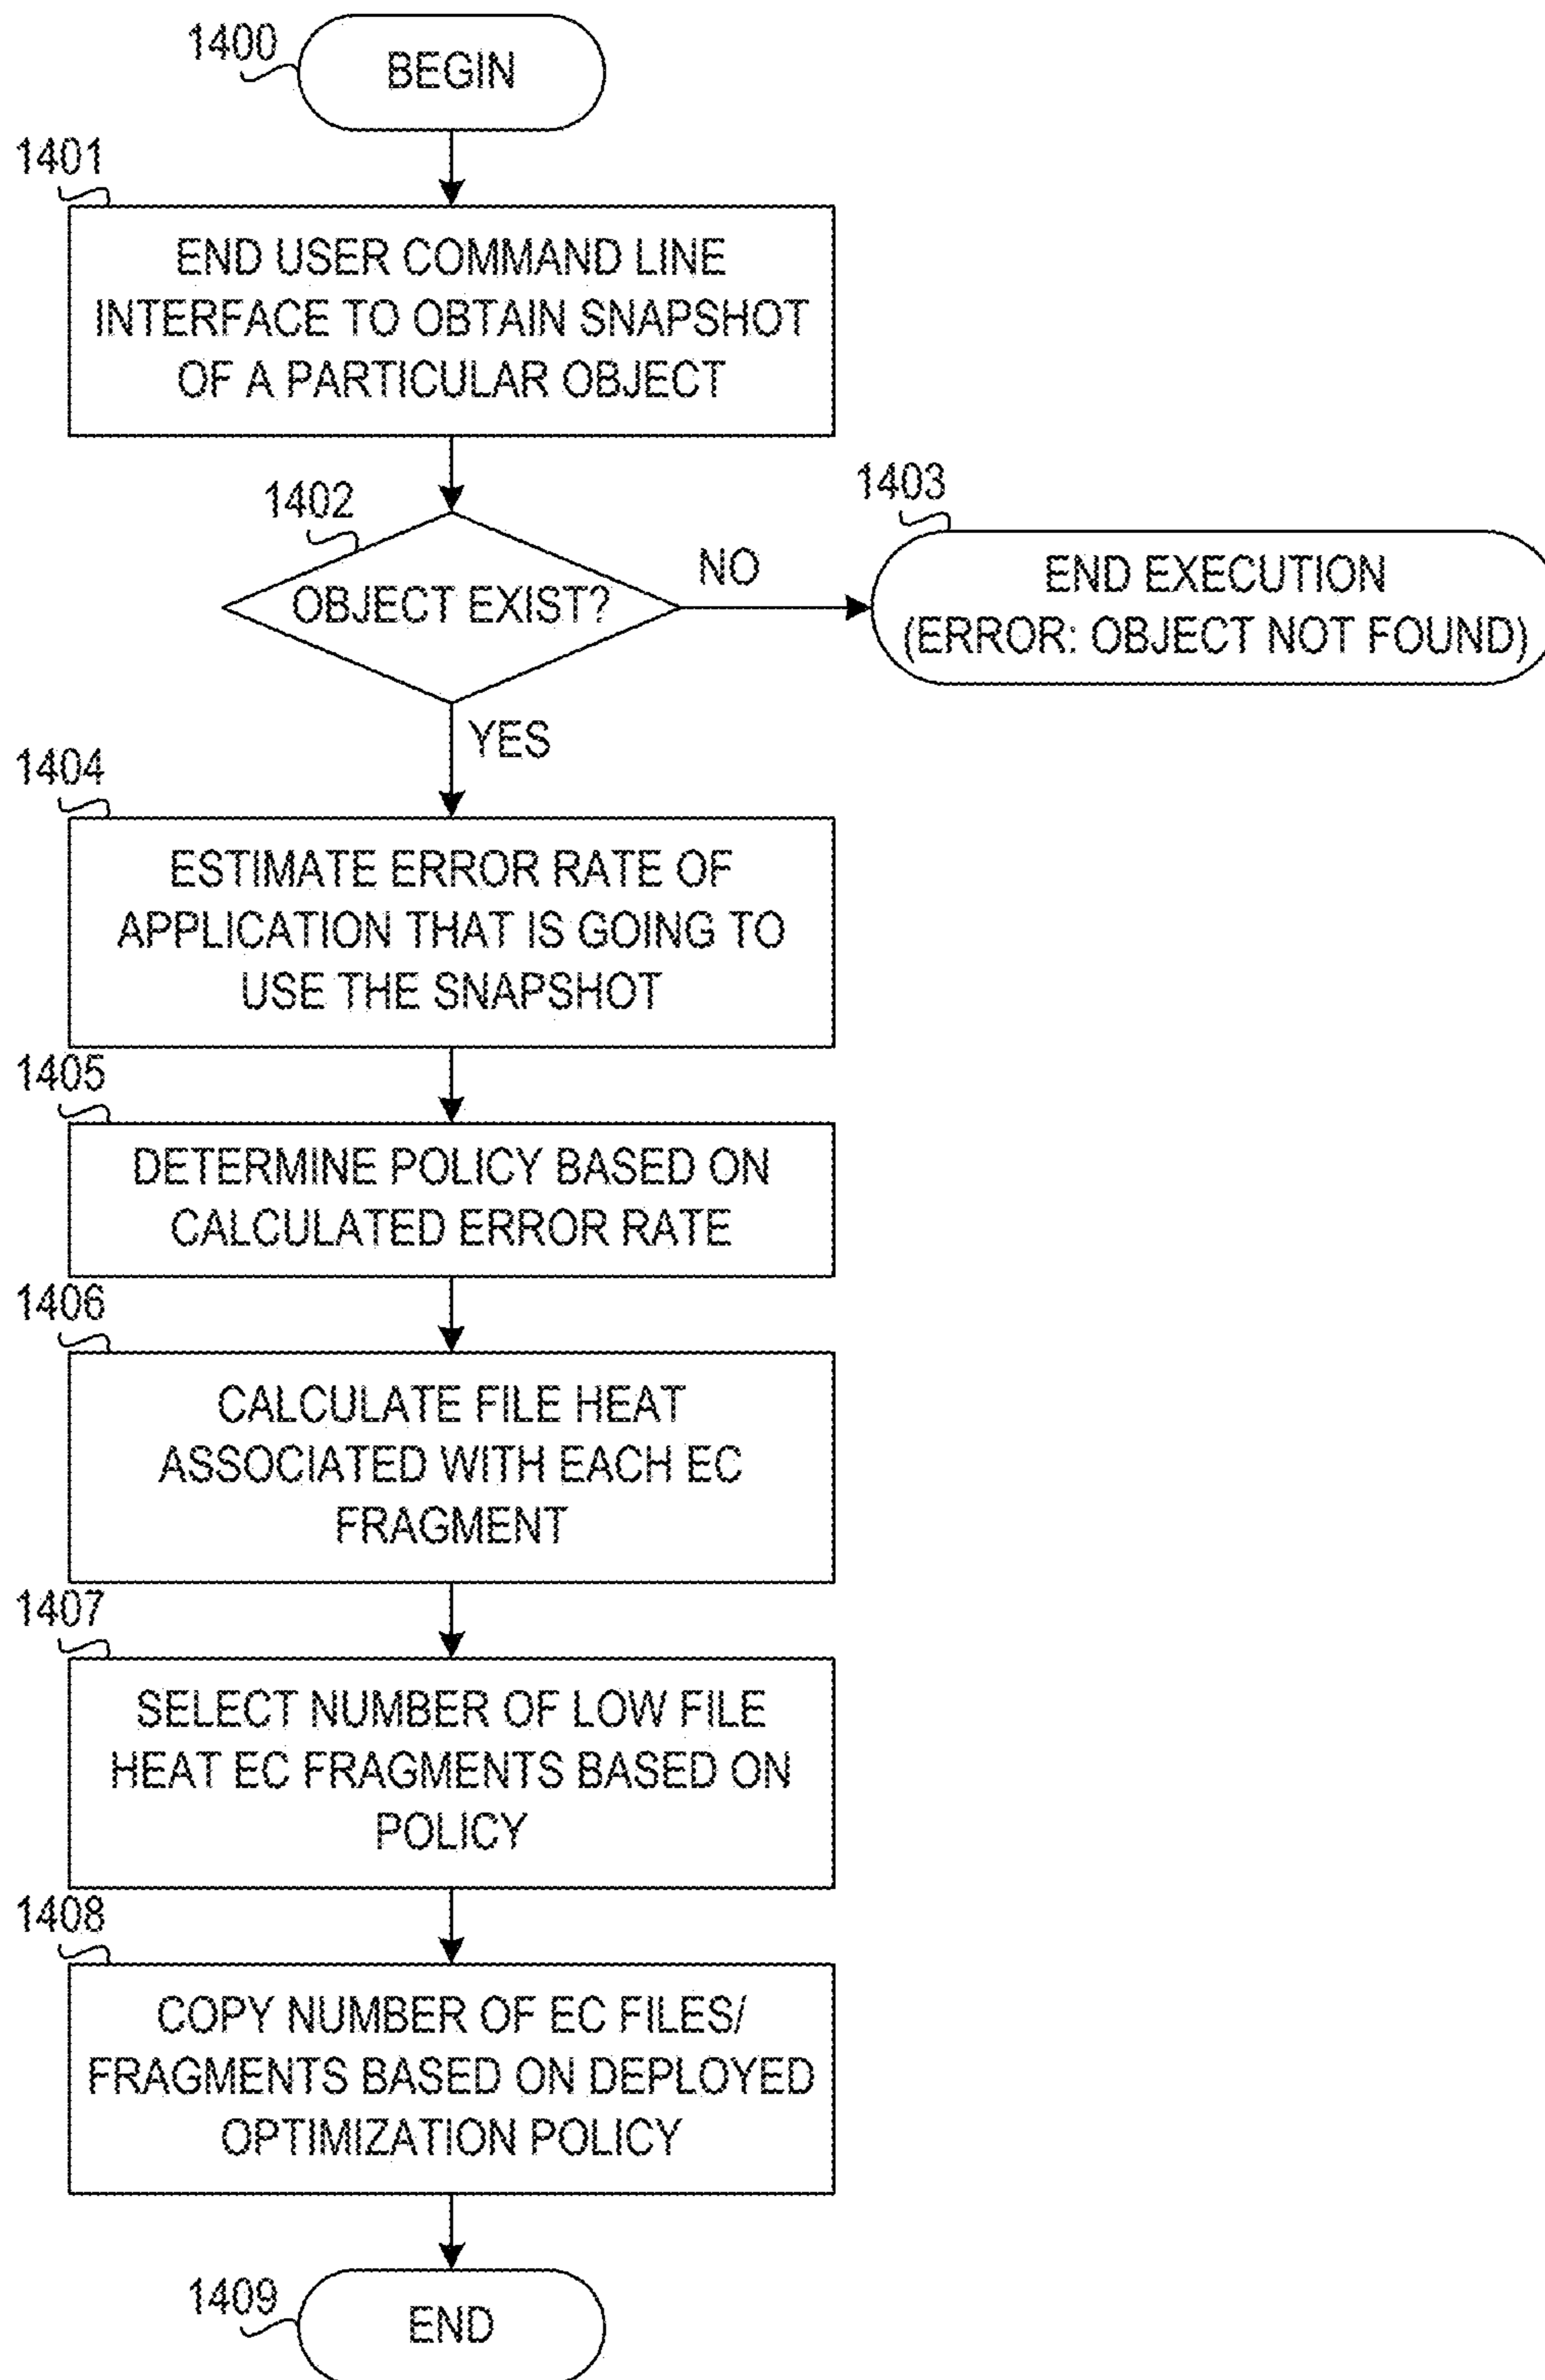 1400
BEGIN
1401
END USER COMMAND LINE
INTERFACE TO OBTAIN SNAPSHOT
OF A PARTICULAR OBJECT
1402
OBJECT EXIST?
NO
1403
END EXECUTION
(ERROR: OBJECT NOT FOUND)
YES
1404
ESTIMATE ERROR RATE OF
APPLICATION THAT IS GOING TO
USE THE SNAPSHOT
1405
DETERMINE POLICY BASED ON
CALCULATED ERROR RATE
1406
CALCULATE FILE HEAT
ASSOCIATED WITH EACH EC
FRAGMENT
1407
SELECT NUMBER OF LOW FILE
HEAT EC FRAGMENTS BASED ON
POLICY
1408
COPY NUMBER OF EC FILES/
FRAGMENTS BASED ON DEPLOYED
OPTIMIZATION POLICY
1409
END